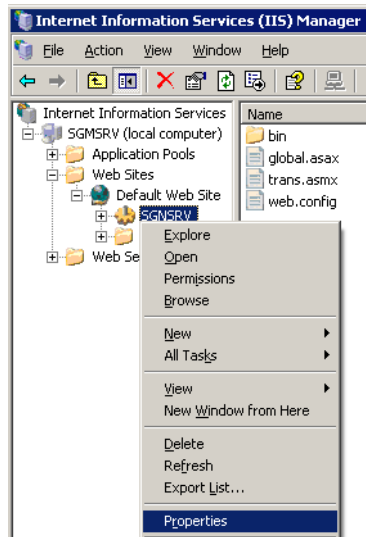 Internet Information Services (IIS) Manager
File Action View Window Help
Internet Information Services
SGMSRV (local computer)
Application Pools
Web Sites
Default Web Site
SGNSRV
Web Se
Name
bin
global.asax
trans.asmx
web.config
Explore
Open
Permissions
Browse
New
All Tasks
View
New Window from Here
Delete
Refresh
Export List...
Properties